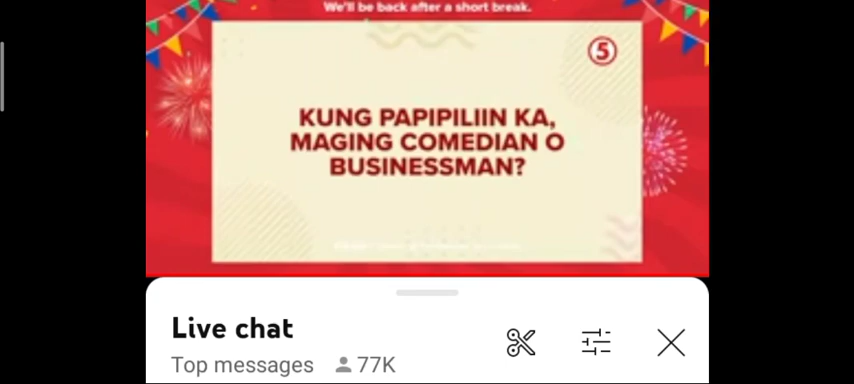 We'll be back after a short break.
5
KUNG PAPIPILIIN KA,
MAGING COMEDIAN O
BUSINESSMAN?
Live chat
Top messages 77K